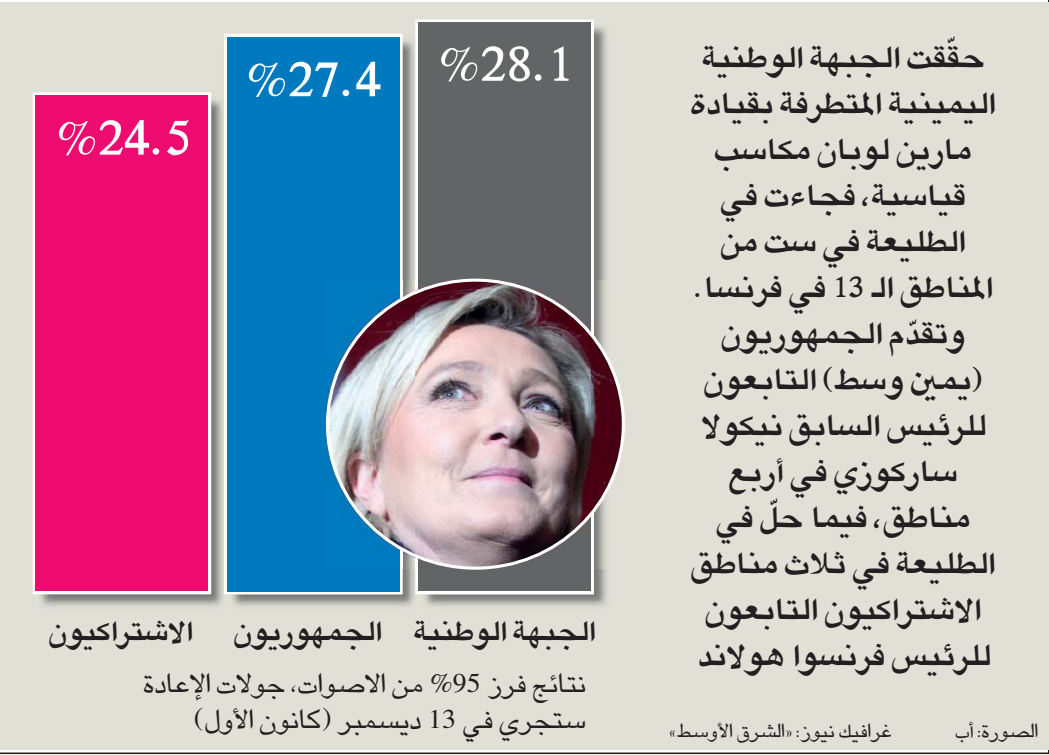 حقّقت الجبهة الوطنية
اليمينية المتطرفة بقيادة
مارين لوبان مكاسب
قياسية، فجاءت في
الطليعة في ست من
المناطق الـ 13 في فرنسا.
وتقدّم الجمهوريون
(يمين وسط) التابعون
للرئيس السابق نيكولا
ساركوزي في أربع
مناطق، فيما حلّ في
الطليعة في ثلاث مناطق
الاشتراكيون التابعون
للرئيس فرنسوا هولاند
%28.1
%27.4
%24.5
الجبهة الوطنية
الجمهوريون
الاشتراكيون
نتائج فرز 95% من الاصوات، جولات الإعادة
ستجري في 13 ديسمبر (كانون الأول)
الصورة: أب
غرافيك نيوز: «الشرق الأوسط»